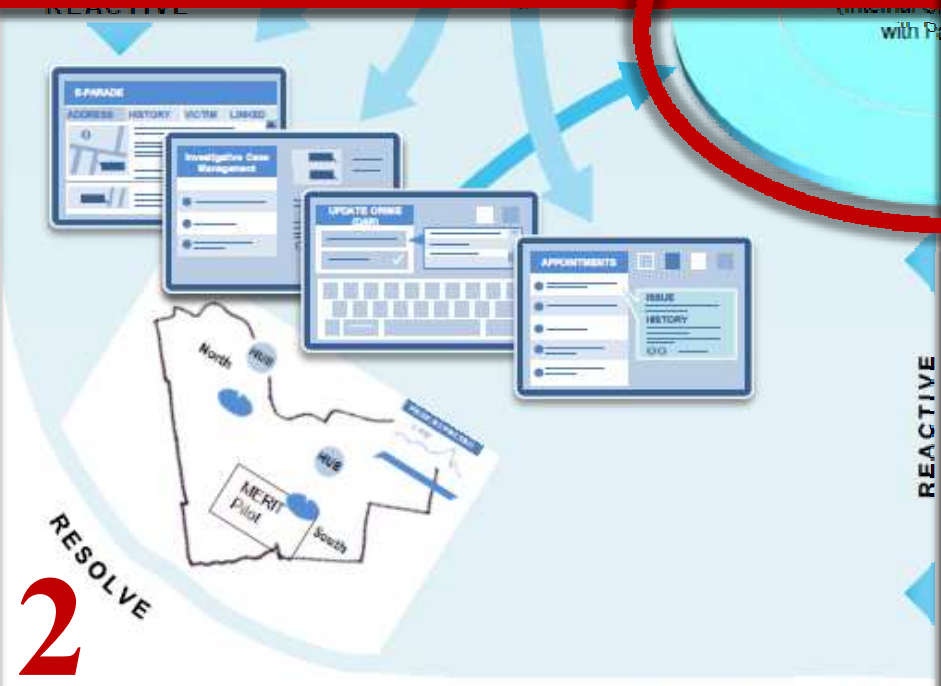 REACTIVE
with Pa
E-PARADE
ADDRESS HISTORY VICTIM LINKED
Investigative Case
Management
UPDATE CRIME
(DAR)
APPOINTMENTS
ISSUE
HISTORY
North
HUB
HUB
MERIT
Pilot
South
REACTIVE
RESOLVE
2